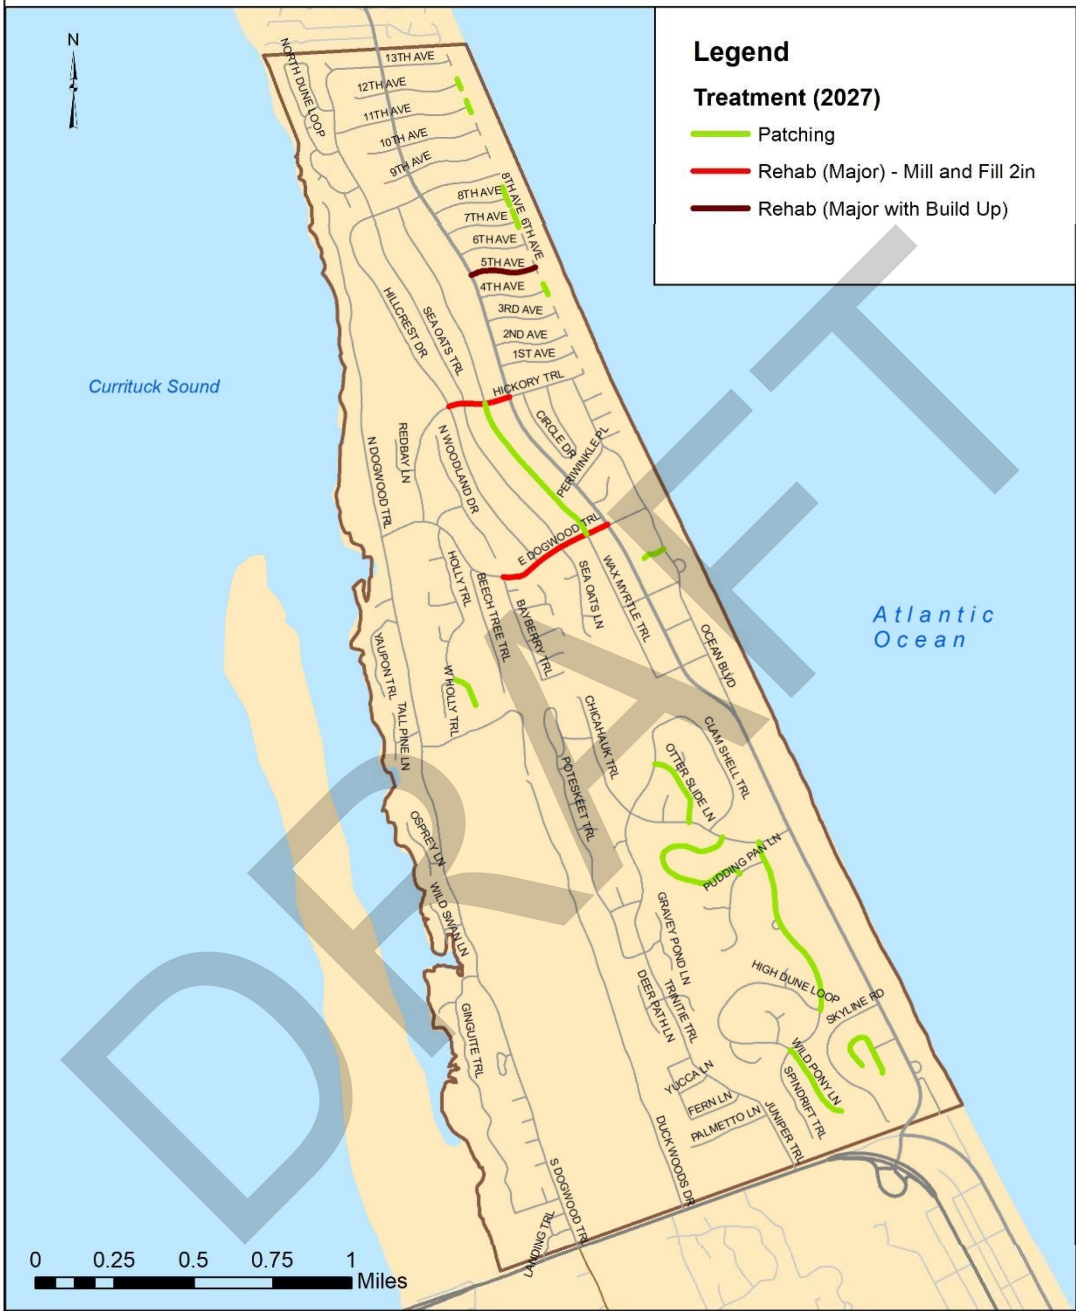 Legend
Treatment (2027)
Patching
Rehab (Major) - Mill and Fill 2in
Rehab (Major with Build Up)
N
NORTH DUNE LOOP
13TH AVE
12TH AVE
11TH AVE
10TH AVE
9TH AVE
8TH AVE
8TH AVE
7TH AVE
6TH AVE
6TH AVE
5TH AVE
4TH AVE
3RD AVE
2ND AVE
1ST AVE
HILLCREST DR
SEA OATS TRL
Currituck Sound
HICKORY TRL
CIRCLE DR
PERIWINKLE PL
REDBAY LN
N WOODLAND DR
N DOGWOOD TRL
E DOGWOOD TRL
HOLLY TRL
BEECH TREE TRL
BAYBERRY TRL
SEA OATS LN
WAX MYRTLE TRL
OCEAN BLVD
Atlantic
Ocean
YAUPON TRL
W HOLLY TRL
TALL PINE LN
CHICAHAUK TRL
CLAM SHELL TRL
OTTER SLIDE LN
POTESKEET TRL
OSPREY LN
PUDDING PAN LN
WILD SWAN LN
GRAVEY POND LN
DEER PATH LN
TRINITIE TRL
HIGH DUNE LOOP
SKYLINE RD
GINGUITE TRL
WILD PONY LN
SPINDRIFT TRL
YUCCA LN
FERN LN
PALMETTO LN
JUNIPER TRL
DUCK WOODS DR
S DOGWOOD TRL
LANDING TRL
DRAFT
0 0.25 0.5 0.75 1
Miles